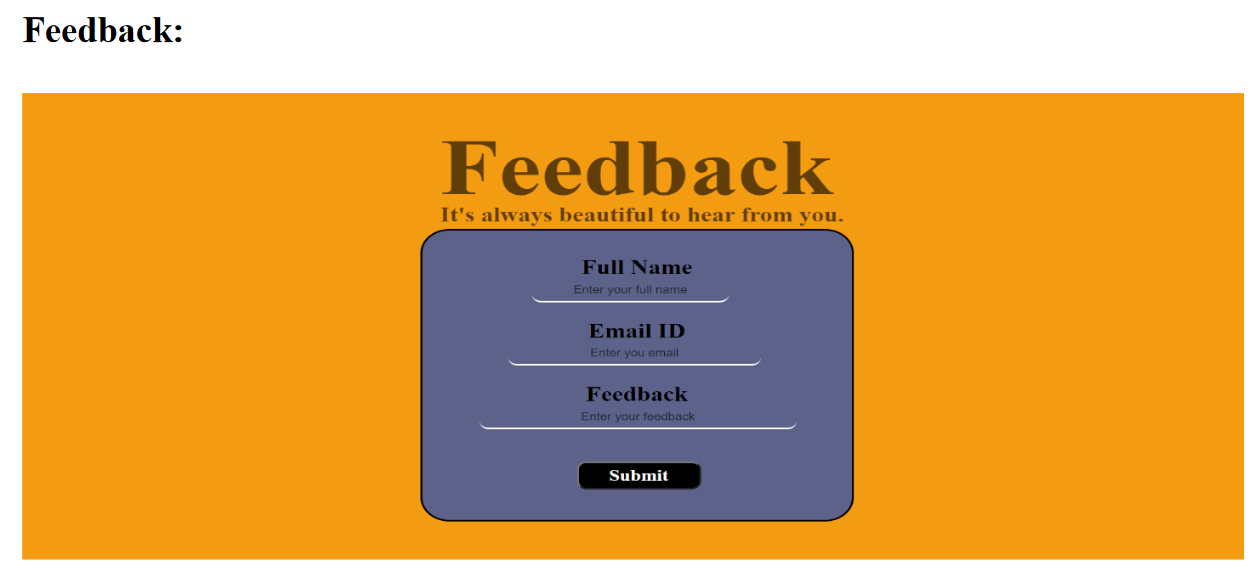 Feedback:
Feedback
It's always beautiful to hear from you.
Full Name
Enter your full name
Email ID
Enter you email
Feedback
Enter your feedback
Submit